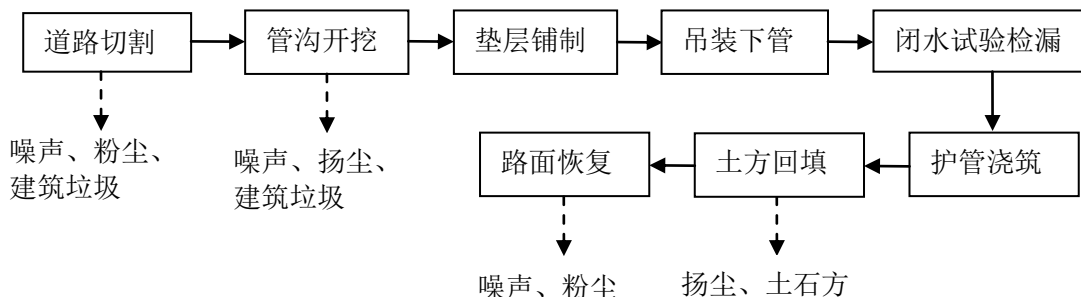 道路切割
管沟开挖
垫层铺制
吊装下管
闭水试验检漏
噪声、粉尘、
建筑垃圾
噪声、扬尘、
建筑垃圾
路面恢复
土方回填
护管浇筑
噪声、粉尘
扬尘、土石方